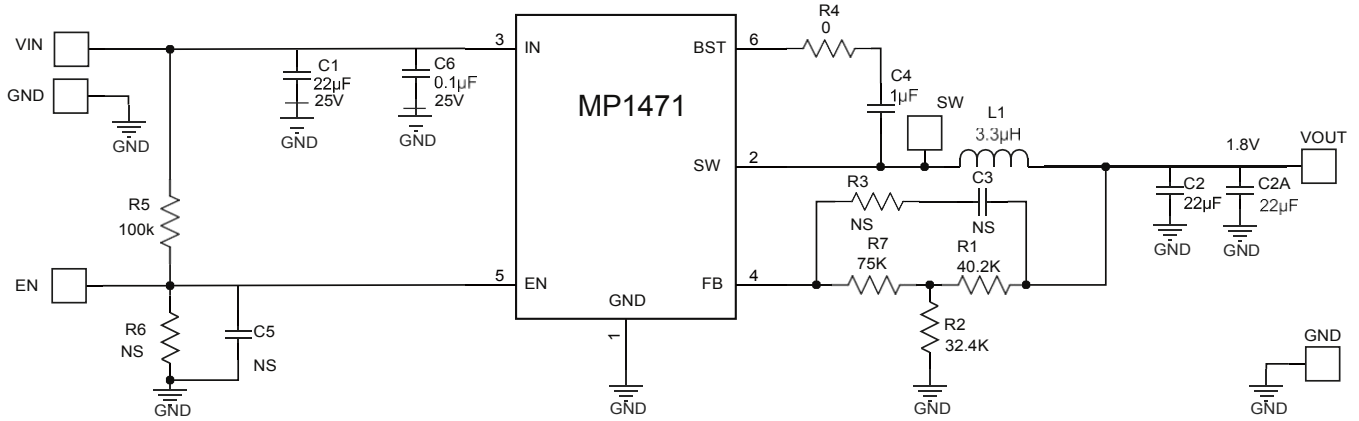 VIN
GND
GND
R5
100k
EN
R6
NS
C5
NS
GND
C1
22µF
25V
GND
C6
0.1µF
25V
GND
3
IN
5
EN
MP1471
BST
6
SW
2
FB
4
GND
1
GND
R4
0
C4
1µF
SW
L1
3.3µH
R3
NS
C3
NS
R7
75K
R1
40.2K
R2
32.4K
GND
1.8V
VOUT
C2
22µF
GND
C2A
22µF
GND
GND
GND